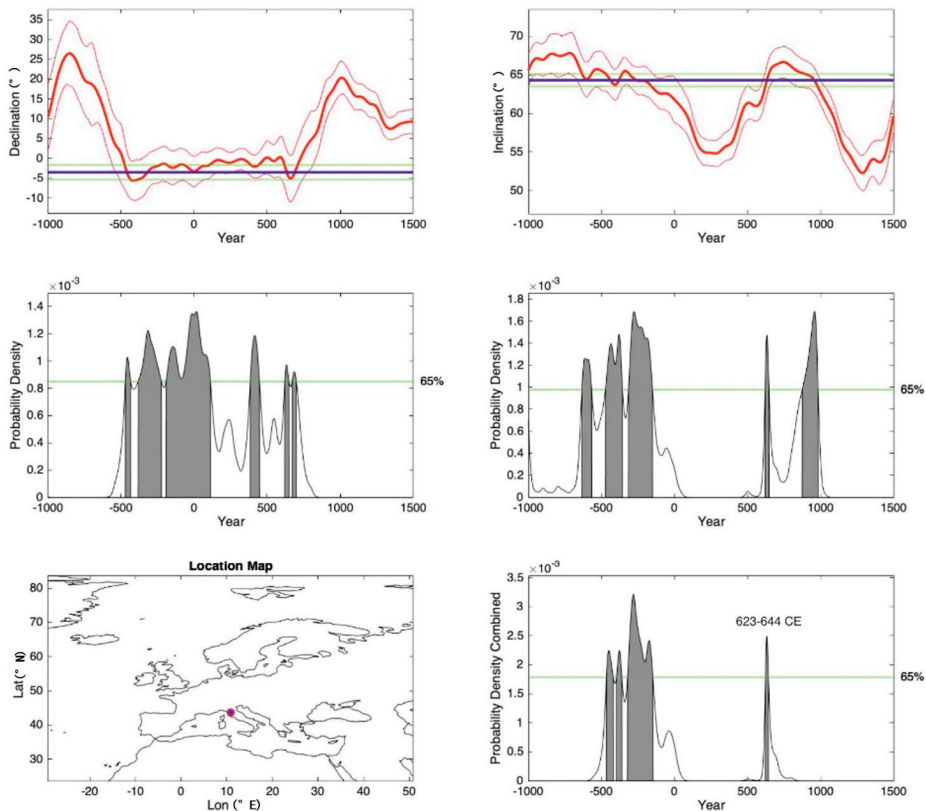 35
30
25
20
15
10
5
0
-5
-10
Declination (°)
-1000 -500 0 500 1000 1500
Year
70
65
60
55
50
Inclination (°)
-1000 -500 0 500 1000 1500
Year
×10⁻³
1.4
1.2
1
0.8
0.6
0.4
0.2
0
Probability Density
65%
-1000 -500 0 500 1000 1500
Year
×10⁻³
1.8
1.6
1.4
1.2
1
0.8
0.6
0.4
0.2
0
Probability Density
65%
-1000 -500 0 500 1000 1500
Year
Location Map
80
70
60
50
40
30
Lat(° N)
-20 -10 0 10 20 30 40 50
Lon (° E)
×10⁻³
3.5
3
2.5
2
1.5
1
0.5
0
Probability Density Combined
623-644 CE
65%
-1000 -500 0 500 1000 1500
Year